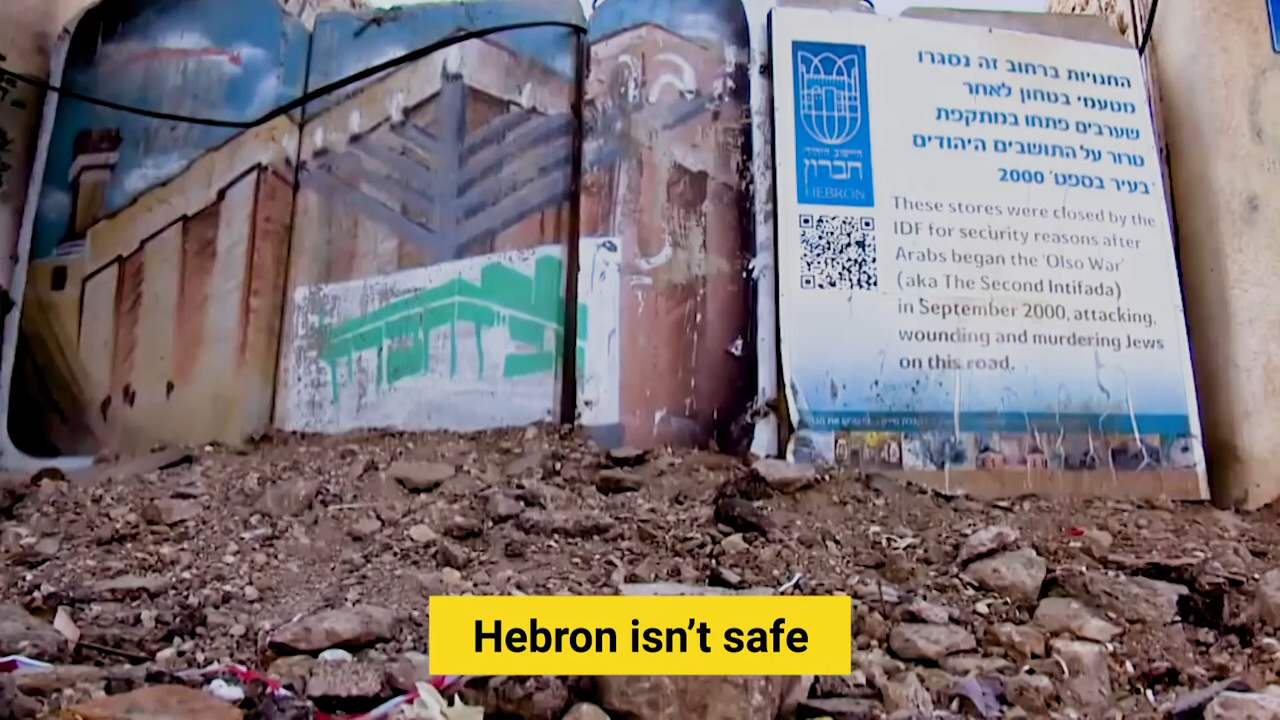 החנויות ברחוב זה נסגרו
מטעמי בטחון לאחר
שערבים פתחו במתקפת
טרור על התושבים היהודים
בעיר בספט' 2000
היישוב היהודי
חברון
HEBRON
These stores were closed by the
IDF for security reasons after
Arabs began the 'Olso War'
(aka The Second Intifada)
in September 2000, attacking,
wounding and murdering Jews
on this road.
Hebron isn't safe